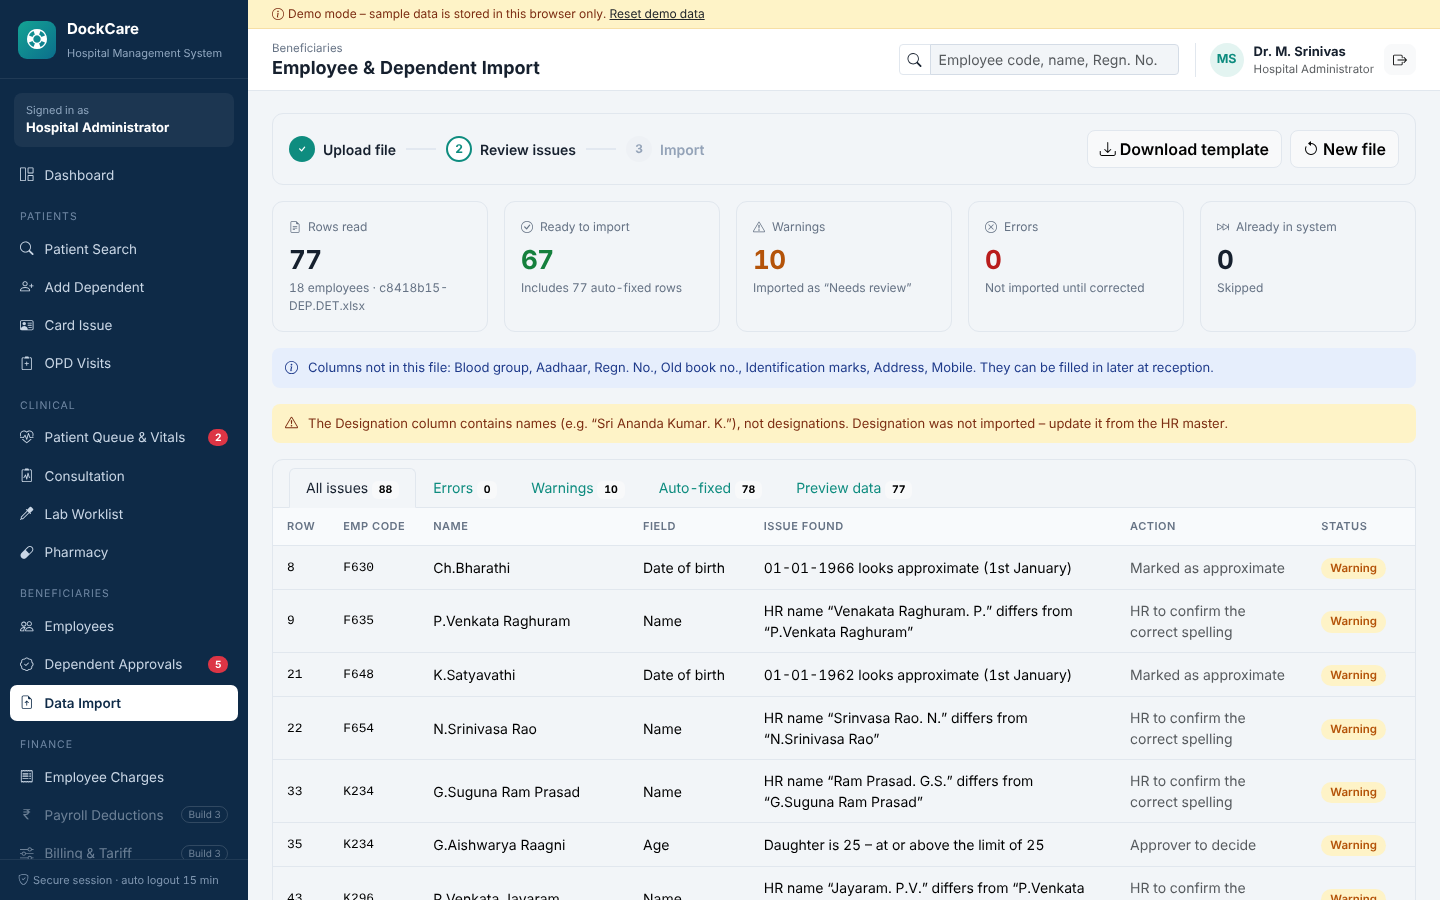 DockCare
Hospital Management System
Signed in as
Hospital Administrator
Dashboard
PATIENTS
Patient Search
Add Dependent
Card Issue
OPD Visits
CLINICAL
Patient Queue & Vitals 2
Consultation
Lab Worklist
Pharmacy
BENEFICIARIES
Employees
Dependent Approvals 5
Data Import
FINANCE
Employee Charges
₹ Payroll Deductions Build 3
Billing & Tariff Build 3
Secure session · auto logout 15 min
Demo mode – sample data is stored in this browser only. Reset demo data
Beneficiaries
Employee & Dependent Import
Employee code, name, Regn. No.
MS
Dr. M. Srinivas
Hospital Administrator
Upload file
2 Review issues
3 Import
Download template
New file
Rows read
77
18 employees · c8418b15-
DEP.DET.xlsx
Ready to import
67
Includes 77 auto-fixed rows
Warnings
10
Imported as “Needs review”
Errors
0
Not imported until corrected
Already in system
0
Skipped
Columns not in this file: Blood group, Aadhaar, Regn. No., Old book no., Identification marks, Address, Mobile. They can be filled in later at reception.
The Designation column contains names (e.g. “Sri Ananda Kumar. K.”), not designations. Designation was not imported – update it from the HR master.
All issues 88 Errors 0 Warnings 10 Auto-fixed 78 Preview data 77
ROW EMP CODE NAME FIELD ISSUE FOUND ACTION STATUS
8 F630 Ch.Bharathi Date of birth 01-01-1966 looks approximate (1st January) Marked as approximate Warning
9 F635 P.Venkata Raghuram Name HR name “Venakata Raghuram. P.” differs from “P.Venkata Raghuram” HR to confirm the correct spelling Warning
21 F648 K.Satyavathi Date of birth 01-01-1962 looks approximate (1st January) Marked as approximate Warning
22 F654 N.Srinivasa Rao Name HR name “Srinvasa Rao. N.” differs from “N.Srinivasa Rao” HR to confirm the correct spelling Warning
33 K234 G.Suguna Ram Prasad Name HR name “Ram Prasad. G.S.” differs from “G.Suguna Ram Prasad” HR to confirm the correct spelling Warning
35 K234 G.Aishwarya Raagni Age Daughter is 25 – at or above the limit of 25 Approver to decide Warning
43 K296 P.Venkata Jayaram Name HR name “Jayaram. P.V.” differs from “P.Venkata HR to confirm the Warning